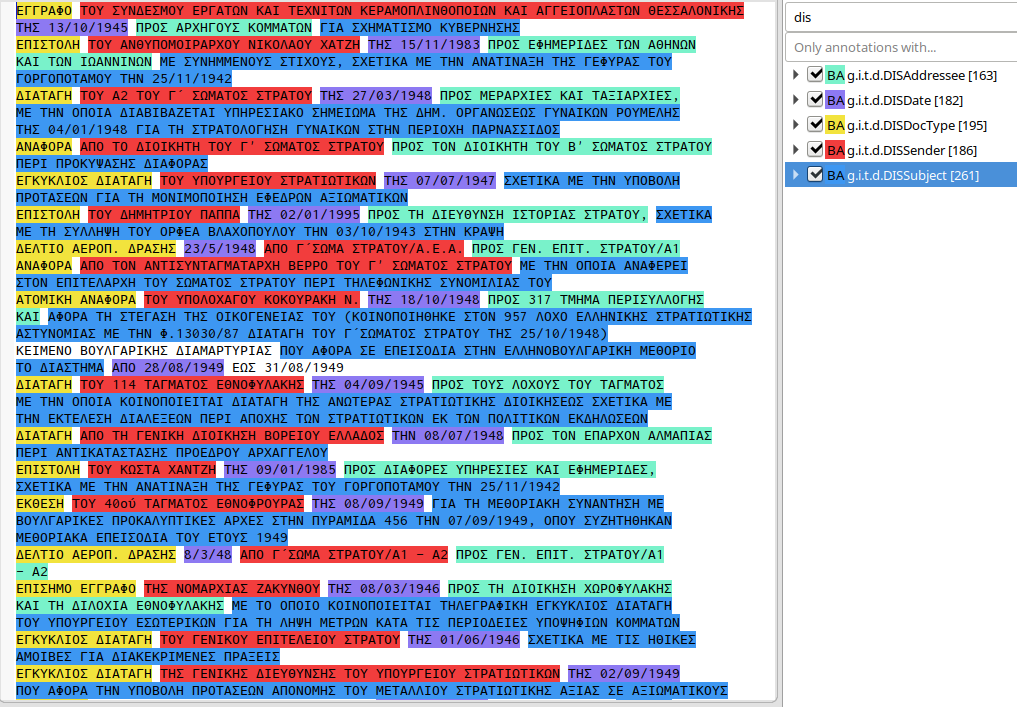 ΕΓΓΡΑΦΟ ΤΟΥ ΣΥΝΔΕΣΜΟΥ ΕΡΓΑΤΩΝ ΚΑΙ ΤΕΧΝΙΤΩΝ ΚΕΡΑΜΟΠΛΙΝΘΟΠΟΙΩΝ ΚΑΙ ΑΓΓΕΙΟΠΛΑΣΤΩΝ ΘΕΣΣΑΛΟΝΙΚΗΣ
ΤΗΣ 13/10/1945 ΠΡΟΣ ΑΡΧΗΓΟΥΣ ΚΟΜΜΑΤΩΝ ΓΙΑ ΣΧΗΜΑΤΙΣΜΟ ΚΥΒΕΡΝΗΣΗΣ
ΕΠΙΣΤΟΛΗ ΤΟΥ ΑΝΘΥΠΟΜΟΙΡΑΡΧΟΥ ΝΙΚΟΛΑΟΥ ΧΑΤΖΗ ΤΗΣ 15/11/1983 ΠΡΟΣ ΕΦΗΜΕΡΙΔΕΣ ΤΩΝ ΑΘΗΝΩΝ
ΚΑΙ ΤΩΝ ΙΩΑΝΝΙΝΩΝ ΜΕ ΣΥΝΗΜΜΕΝΟΥΣ ΣΤΙΧΟΥΣ, ΣΧΕΤΙΚΑ ΜΕ ΤΗΝ ΑΝΑΤΙΝΑΞΗ ΤΗΣ ΓΕΦΥΡΑΣ ΤΟΥ
ΓΟΡΓΟΠΟΤΑΜΟΥ ΤΗΝ 25/11/1942
ΔΙΑΤΑΓΗ ΤΟΥ Α2 ΤΟΥ Γ΄ ΣΩΜΑΤΟΣ ΣΤΡΑΤΟΥ ΤΗΣ 27/03/1948 ΠΡΟΣ ΜΕΡΑΡΧΙΕΣ ΚΑΙ ΤΑΞΙΑΡΧΙΕΣ,
ΜΕ ΤΗΝ ΟΠΟΙΑ ΔΙΑΒΙΒΑΖΕΤΑΙ ΥΠΗΡΕΣΙΑΚΟ ΣΗΜΕΙΩΜΑ ΤΗΣ ΔΗΜ. ΟΡΓΑΝΩΣΕΩΣ ΓΥΝΑΙΚΩΝ ΡΟΥΜΕΛΗΣ
ΤΗΣ 04/01/1948 ΓΙΑ ΤΗ ΣΤΡΑΤΟΛΟΓΗΣΗ ΓΥΝΑΙΚΩΝ ΣΤΗΝ ΠΕΡΙΟΧΗ ΠΑΡΝΑΣΣΙΔΟΣ
ΑΝΑΦΟΡΑ ΑΠΟ ΤΟ ΔΙΟΙΚΗΤΗ ΤΟΥ Γ' ΣΩΜΑΤΟΣ ΣΤΡΑΤΟΥ ΠΡΟΣ ΤΟΝ ΔΙΟΙΚΗΤΗ ΤΟΥ Β' ΣΩΜΑΤΟΣ ΣΤΡΑΤΟΥ
ΠΕΡΙ ΠΡΟΚΥΨΑΣΗΣ ΔΙΑΦΟΡΑΣ
ΕΓΚΥΚΛΙΟΣ ΔΙΑΤΑΓΗ ΤΟΥ ΥΠΟΥΡΓΕΙΟΥ ΣΤΡΑΤΙΩΤΙΚΩΝ ΤΗΣ 07/07/1947 ΣΧΕΤΙΚΑ ΜΕ ΤΗΝ ΥΠΟΒΟΛΗ
ΠΡΟΤΑΣΕΩΝ ΓΙΑ ΤΗ ΜΟΝΙΜΟΠΟΙΗΣΗ ΕΦΕΔΡΩΝ ΑΞΙΩΜΑΤΙΚΩΝ
ΕΠΙΣΤΟΛΗ ΤΟΥ ΔΗΜΗΤΡΙΟΥ ΠΑΠΠΑ ΤΗΣ 02/01/1995 ΠΡΟΣ ΤΗ ΔΙΕΥΘΥΝΣΗ ΙΣΤΟΡΙΑΣ ΣΤΡΑΤΟΥ, ΣΧΕΤΙΚΑ
ΜΕ ΤΗ ΣΥΛΛΗΨΗ ΤΟΥ ΟΡΦΕΑ ΒΛΑΧΟΠΟΥΛΟΥ ΤΗΝ 03/10/1943 ΣΤΗΝ ΚΡΑΨΗ
ΔΕΛΤΙΟ ΑΕΡΟΠ. ΔΡΑΣΗΣ 23/5/1948 ΑΠΟ Γ΄ΣΩΜΑ ΣΤΡΑΤΟΥ/Α.Ε.Α. ΠΡΟΣ ΓΕΝ. ΕΠΙΤ. ΣΤΡΑΤΟΥ/Α1
ΑΝΑΦΟΡΑ ΑΠΟ ΤΟΝ ΑΝΤΙΣΥΝΤΑΓΜΑΤΑΡΧΗ ΒΕΡΡΟ ΤΟΥ Γ' ΣΩΜΑΤΟΣ ΣΤΡΑΤΟΥ ΜΕ ΤΗΝ ΟΠΟΙΑ ΑΝΑΦΕΡΕΙ
ΣΤΟΝ ΕΠΙΤΕΛΑΡΧΗ ΤΟΥ ΣΩΜΑΤΟΣ ΣΤΡΑΤΟΥ ΠΕΡΙ ΤΗΛΕΦΩΝΙΚΗΣ ΣΥΝΟΜΙΛΙΑΣ ΤΟΥ
ΑΤΟΜΙΚΗ ΑΝΑΦΟΡΑ ΤΟΥ ΥΠΟΛΟΧΑΓΟΥ ΚΟΚΟΥΡΑΚΗ Ν. ΤΗΣ 18/10/1948 ΠΡΟΣ 317 ΤΜΗΜΑ ΠΕΡΙΣΥΛΛΟΓΗΣ
ΚΑΙ ΑΦΟΡΑ ΤΗ ΣΤΕΓΑΣΗ ΤΗΣ ΟΙΚΟΓΕΝΕΙΑΣ ΤΟΥ (ΚΟΙΝΟΠΟΙΗΘΗΚΕ ΣΤΟΝ 957 ΛΟΧΟ ΕΛΛΗΝΙΚΗΣ ΣΤΡΑΤΙΩΤΙΚΗΣ
ΑΣΤΥΝΟΜΙΑΣ ΜΕ ΤΗΝ Φ.13030/87 ΔΙΑΤΑΓΗ ΤΟΥ Γ΄ΣΩΜΑΤΟΣ ΣΤΡΑΤΟΥ ΤΗΣ 25/10/1948)
ΚΕΙΜΕΝΟ ΒΟΥΛΓΑΡΙΚΗΣ ΔΙΑΜΑΡΤΥΡΙΑΣ ΠΟΥ ΑΦΟΡΑ ΣΕ ΕΠΕΙΣΟΔΙΑ ΣΤΗΝ ΕΛΛΗΝΟΒΟΥΛΓΑΡΙΚΗ ΜΕΘΟΡΙΟ
ΤΟ ΔΙΑΣΤΗΜΑ ΑΠΟ 28/08/1949 ΕΩΣ 31/08/1949
ΔΙΑΤΑΓΗ ΤΟΥ 114 ΤΑΓΜΑΤΟΣ ΕΘΝΟΦΥΛΑΚΗΣ ΤΗΣ 04/09/1945 ΠΡΟΣ ΤΟΥΣ ΛΟΧΟΥΣ ΤΟΥ ΤΑΓΜΑΤΟΣ
ΜΕ ΤΗΝ ΟΠΟΙΑ ΚΟΙΝΟΠΟΙΕΙΤΑΙ ΔΙΑΤΑΓΗ ΤΗΣ ΑΝΩΤΕΡΑΣ ΣΤΡΑΤΙΩΤΙΚΗΣ ΔΙΟΙΚΗΣΕΩΣ ΣΧΕΤΙΚΑ ΜΕ
ΤΗΝ ΕΚΤΕΛΕΣΗ ΔΙΑΛΕΞΕΩΝ ΠΕΡΙ ΑΠΟΧΗΣ ΤΩΝ ΣΤΡΑΤΙΩΤΙΚΩΝ ΕΚ ΤΩΝ ΠΟΛΙΤΙΚΩΝ ΕΚΔΗΛΩΣΕΩΝ
ΔΙΑΤΑΓΗ ΑΠΟ ΤΗ ΓΕΝΙΚΗ ΔΙΟΙΚΗΣΗ ΒΟΡΕΙΟΥ ΕΛΛΑΔΟΣ ΤΗΝ 08/07/1948 ΠΡΟΣ ΤΟΝ ΕΠΑΡΧΟΝ ΑΛΜΑΠΙΑΣ
ΠΕΡΙ ΑΝΤΙΚΑΤΑΣΤΑΣΗΣ ΠΡΟΕΔΡΟΥ ΑΡΧΑΓΓΕΛΟΥ
ΕΠΙΣΤΟΛΗ ΤΟΥ ΚΩΣΤΑ ΧΑΝΤΖΗ ΤΗΣ 09/01/1985 ΠΡΟΣ ΔΙΑΦΟΡΕΣ ΥΠΗΡΕΣΙΕΣ ΚΑΙ ΕΦΗΜΕΡΙΔΕΣ,
ΣΧΕΤΙΚΑ ΜΕ ΤΗΝ ΑΝΑΤΙΝΑΞΗ ΤΗΣ ΓΕΦΥΡΑΣ ΤΟΥ ΓΟΡΓΟΠΟΤΑΜΟΥ ΤΗΝ 25/11/1942
ΕΚΘΕΣΗ ΤΟΥ 40ού ΤΑΓΜΑΤΟΣ ΕΘΝΟΦΡΟΥΡΑΣ ΤΗΣ 08/09/1949 ΓΙΑ ΤΗ ΜΕΘΟΡΙΑΚΗ ΣΥΝΑΝΤΗΣΗ ΜΕ
ΒΟΥΛΓΑΡΙΚΕΣ ΠΡΟΚΑΛΥΠΤΙΚΕΣ ΑΡΧΕΣ ΣΤΗΝ ΠΥΡΑΜΙΔΑ 456 ΤΗΝ 07/09/1949, ΟΠΟΥ ΣΥΖΗΤΗΘΗΚΑΝ
ΜΕΘΟΡΙΑΚΑ ΕΠΕΙΣΟΔΙΑ ΤΟΥ ΕΤΟΥΣ 1949
ΔΕΛΤΙΟ ΑΕΡΟΠ. ΔΡΑΣΗΣ 8/3/48 ΑΠΟ Γ΄ΣΩΜΑ ΣΤΡΑΤΟΥ/Α1 – Α2 ΠΡΟΣ ΓΕΝ. ΕΠΙΤ. ΣΤΡΑΤΟΥ/Α1
– Α2
ΕΠΙΣΗΜΟ ΕΓΓΡΑΦΟ ΤΗΣ ΝΟΜΑΡΧΙΑΣ ΖΑΚΥΝΘΟΥ ΤΗΣ 08/03/1946 ΠΡΟΣ ΤΗ ΔΙΟΙΚΗΣΗ ΧΩΡΟΦΥΛΑΚΗΣ
ΚΑΙ ΤΗ ΔΙΛΟΧΙΑ ΕΘΝΟΦΥΛΑΚΗΣ ΜΕ ΤΟ ΟΠΟΙΟ ΚΟΙΝΟΠΟΙΕΙΤΑΙ ΤΗΛΕΓΡΑΦΙΚΗ ΕΓΚΥΚΛΙΟΣ ΔΙΑΤΑΓΗ
ΤΟΥ ΥΠΟΥΡΓΕΙΟΥ ΕΣΩΤΕΡΙΚΩΝ ΓΙΑ ΤΗ ΛΗΨΗ ΜΕΤΡΩΝ ΚΑΤΑ ΤΙΣ ΠΕΡΙΟΔΕΙΕΣ ΥΠΟΨΗΦΙΩΝ ΚΟΜΜΑΤΩΝ
ΕΓΚΥΚΛΙΟΣ ΔΙΑΤΑΓΗ ΤΟΥ ΓΕΝΙΚΟΥ ΕΠΙΤΕΛΕΙΟΥ ΣΤΡΑΤΟΥ ΤΗΣ 01/06/1946 ΣΧΕΤΙΚΑ ΜΕ ΤΙΣ ΗΘΙΚΕΣ
ΑΜΟΙΒΕΣ ΓΙΑ ΔΙΑΚΕΚΡΙΜΕΝΕΣ ΠΡΑΞΕΙΣ
ΕΓΚΥΚΛΙΟΣ ΔΙΑΤΑΓΗ ΤΗΣ ΓΕΝΙΚΗΣ ΔΙΕΥΘΥΝΣΗΣ ΤΟΥ ΥΠΟΥΡΓΕΙΟΥ ΣΤΡΑΤΙΩΤΙΚΩΝ ΤΗΣ 02/09/1949
ΠΟΥ ΑΦΟΡΑ ΤΗΝ ΥΠΟΒΟΛΗ ΠΡΟΤΑΣΕΩΝ ΑΠΟΝΟΜΗΣ ΤΟΥ ΜΕΤΑΛΛΙΟΥ ΣΤΡΑΤΙΩΤΙΚΗΣ ΑΞΙΑΣ ΣΕ ΑΞΙΩΜΑΤΙΚΟΥΣ
dis
Only annotations with...
BA g.i.t.d.DISAddressee [163]
BA g.i.t.d.DISDate [182]
BA g.i.t.d.DISDocType [195]
BA g.i.t.d.DISSender [186]
BA g.i.t.d.DISSubject [261]